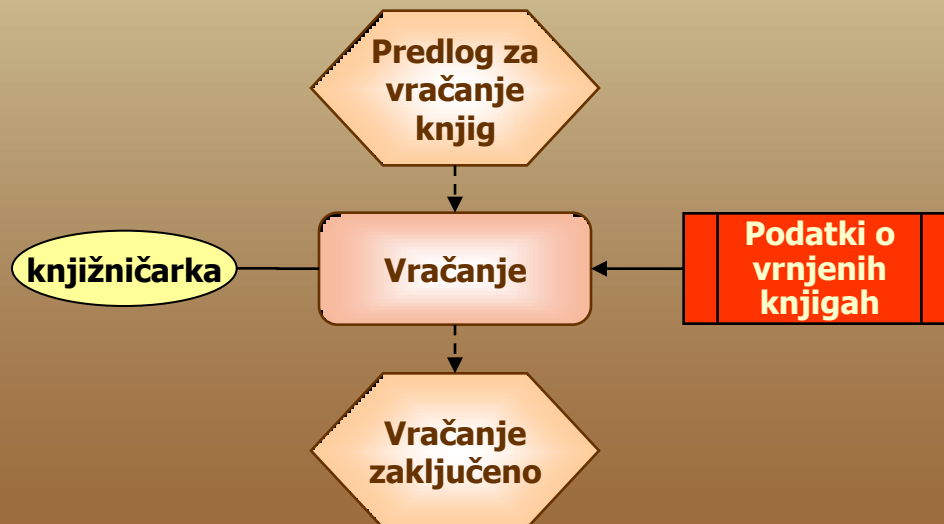 Predlog za
vračanje
knjig
knjižničarka
Vračanje
Podatki o
vrnjenih
knjigah
Vračanje
zaključeno